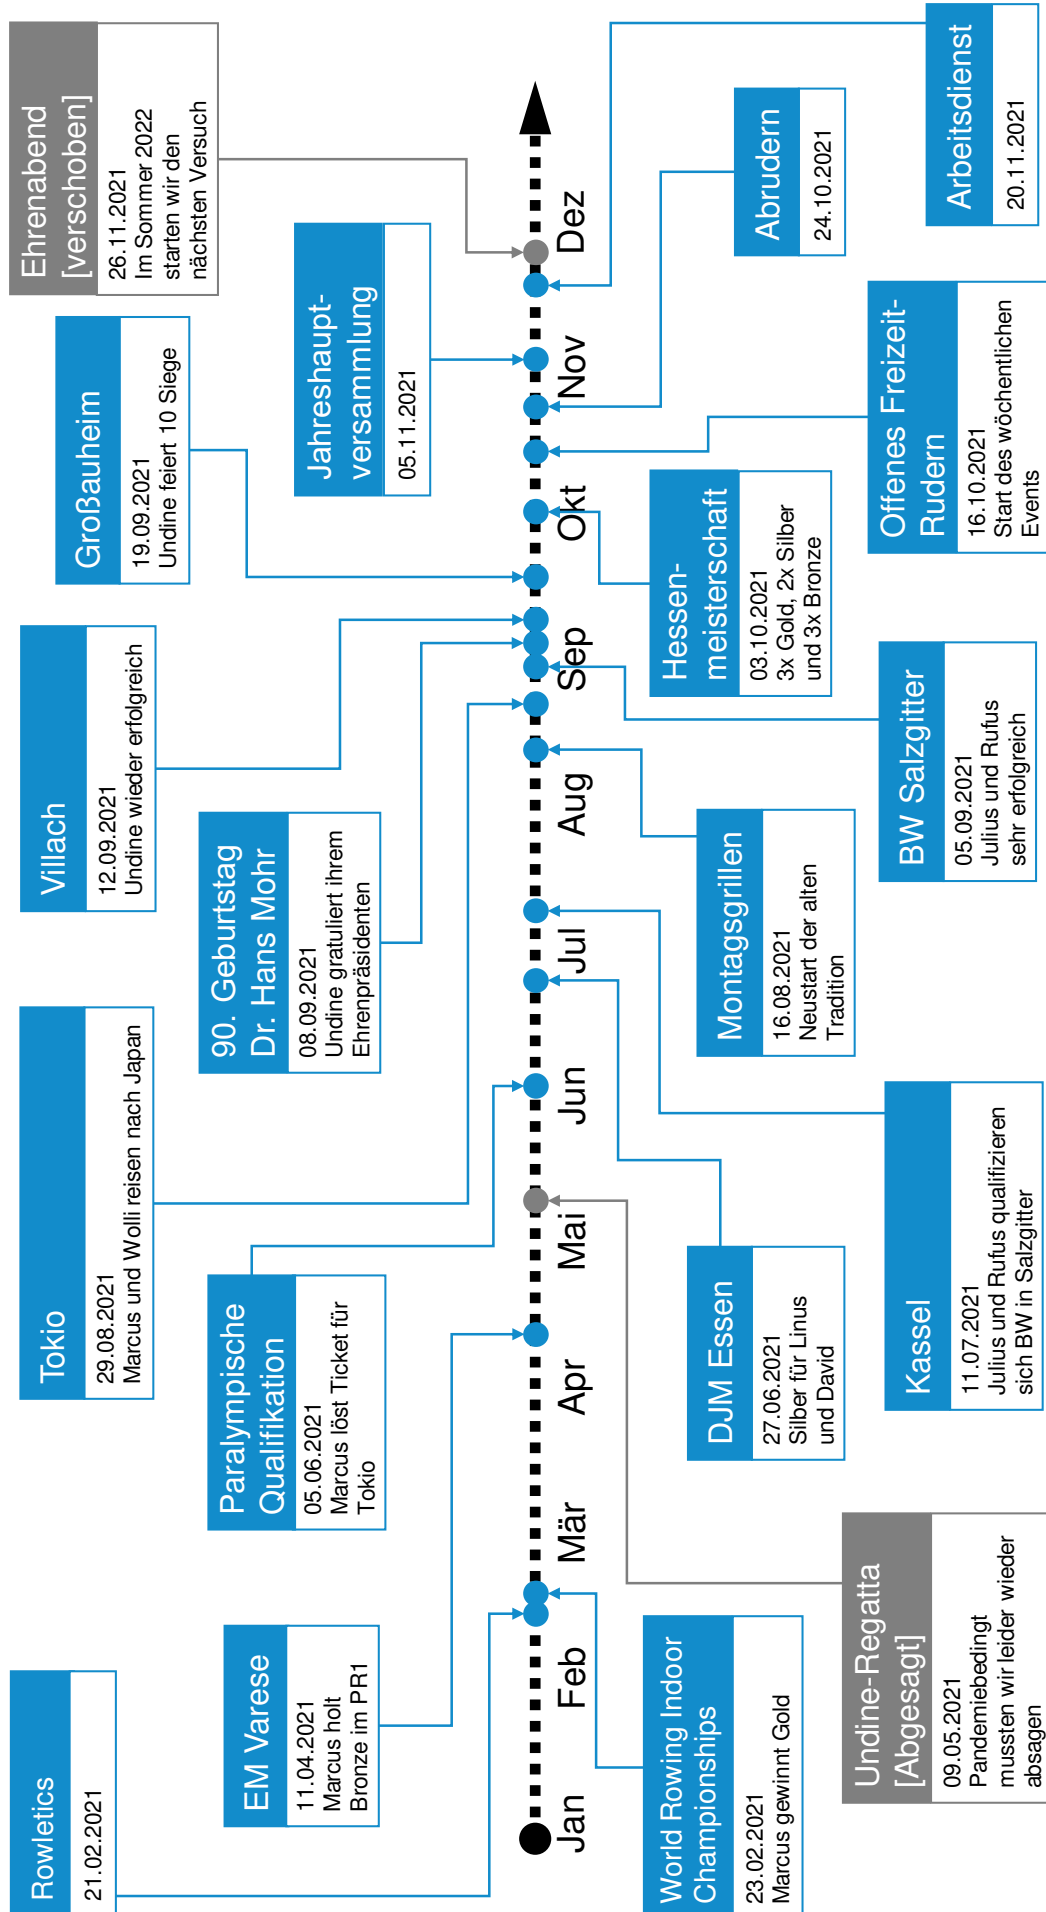 Rowletics
21.02.2021
EM Varese
11.04.2021
Marcus holt
Bronze im PR1
Paralympische
Qualifikation
05.06.2021
Marcus löst Ticket für
Tokio
Tokio
29.08.2021
Marcus und Wolli reisen nach Japan
90. Geburtstag
Dr. Hans Mohr
08.09.2021
Undine gratuliert ihrem
Ehrenpräsidenten
Villach
12.09.2021
Undine wieder erfolgreich
Großauheim
19.09.2021
Undine feiert 10 Siege
Jahreshaupt-
versammlung
05.11.2021
Ehrenabend
[verschoben]
26.11.2021
Im Sommer 2022
starten wir den
nächsten Versuch
Jan
Feb
Mär
Apr
Mai
Jun
Jul
Aug
Sep
Okt
Nov
Dez
World Rowing Indoor
Championships
23.02.2021
Marcus gewinnt Gold
Undine-Regatta
[Abgesagt]
09.05.2021
Pandemiebedingt
mussten wir leider wieder
absagen
DJM Essen
27.06.2021
Silber für Linus
und David
Kassel
11.07.2021
Julius und Rufus qualifizieren
sich BW in Salzgitter
Montagsgrillen
16.08.2021
Neustart der alten
Tradition
BW Salzgitter
05.09.2021
Julius und Rufus
sehr erfolgreich
Hessen-
meisterschaft
03.10.2021
3x Gold, 2x Silber
und 3x Bronze
Offenes Freizeit-
Rudern
16.10.2021
Start des wöchentlichen
Events
Abrudern
24.10.2021
Arbeitsdienst
20.11.2021